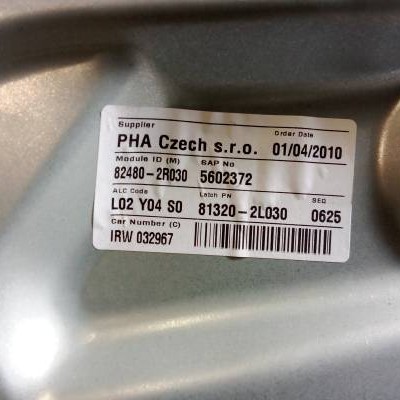 Supplier
Order Date
PHA Czech s.r.o. 01/04/2010
Module ID (M) SAP No
82480-2R030 5602372
ALC Code Latch PN SEQ
L02 Y04 S0 81320-2L030 0625
Car Number (C)
IRW 032967